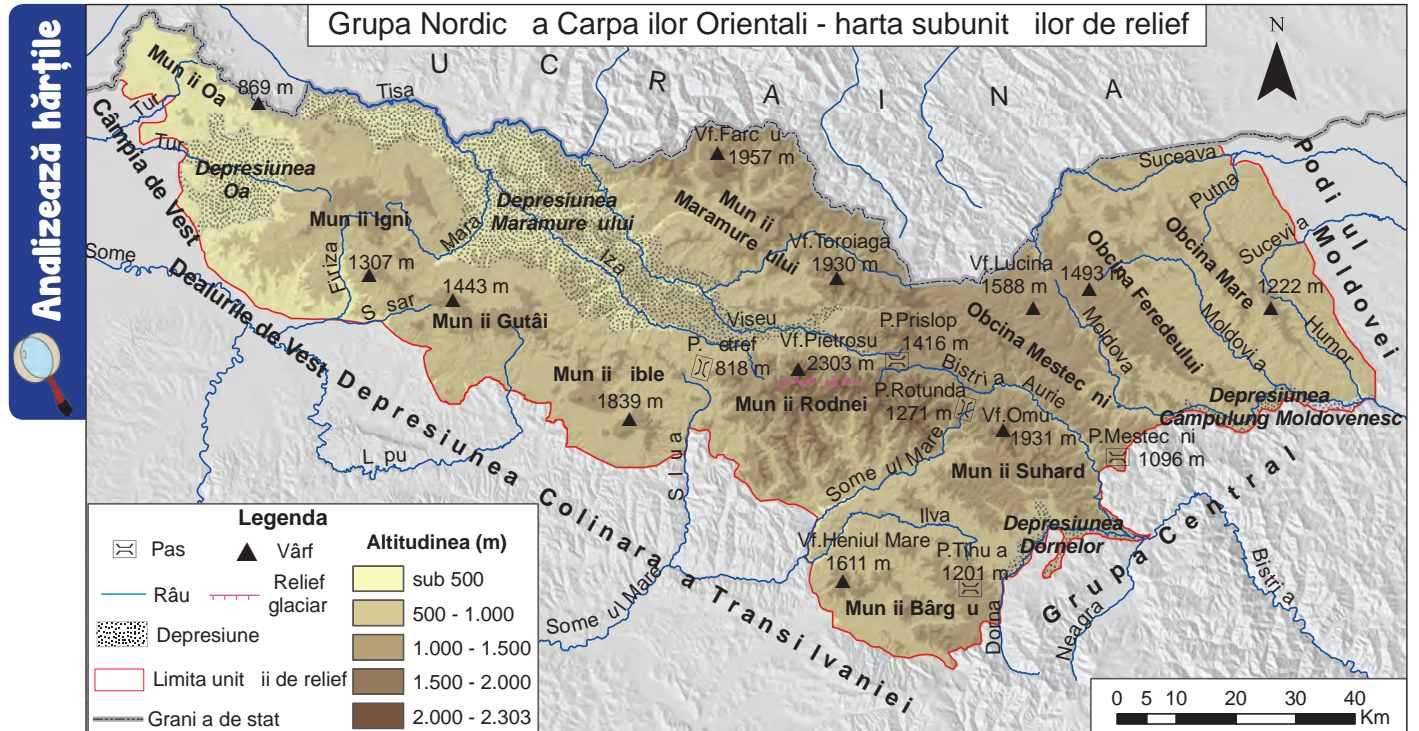 Analizează hărțile
Grupa Nordic a Carpa ilor Orientali - harta subunit ilor de relief
N
U C R A I N A
Mun ii Oa
869 m
Tisa
Tur
Câmpia de Vest
Tur
Depresiunea
Oa
Mun ii Igni
Mara
Depresiunea
Maramure ului
Iza
Vf.Farc u
1957 m
Mun ii
Maramure ului
Vf.Toroiaga
1930 m
Suceava
Putna
Sucevi a
Podi ul Moldovei
Obcina Mare
1222 m
Humor
Obcina Feredeului
1493 m
Moldovi a
Vf.Lucina
1588 m
Moldova
Obcina Mestec ni
Some
Dealurile de Vest
Firiza
1307 m
S sar
1443 m
Mun ii Gutâi
Viseu
P. etref
818 m
Vf.Pietrosu
2303 m
P.Prislop
1416 m
Bistri a Aurie
Mun ii Rodnei
P.Rotunda
1271 m
Mun ii ible
1839 m
Vf.Omu
1931 m
Depresiunea
Câmpulung Moldovenesc
P.Mestec ni
1096 m
Mun ii Suhard
Some ul Mare
L pu
S l u a
Depresiunea Colinara a Transilvaniei
Ilva
Vf.Heniul Mare
1611 m
P.Tihu a
1201 m
Depresiunea
Dornelor
Mun ii Bârg u
Dorna
Neagra
Grupa Central
Bistri a
Some ul Mare
Legenda
Pas
Vârf
Râu
Relief
glaciar
Depresiune
Limita unit ii de relief
Grani a de stat
Altitudinea (m)
sub 500
500 - 1.000
1.000 - 1.500
1.500 - 2.000
2.000 - 2.303
0 5 10 20 30 40
Km